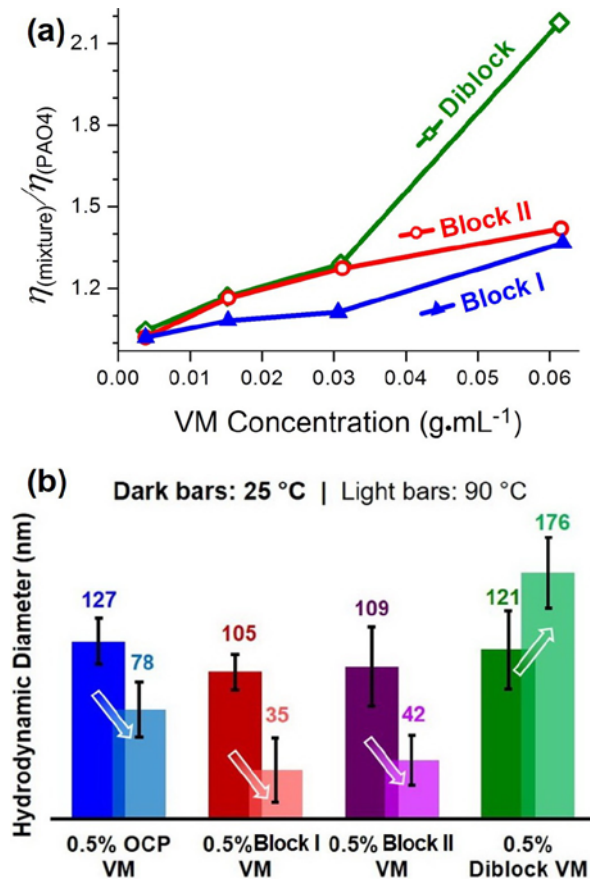 (a)
η(mixture)/η(PAO4)
2.1
1.8
1.5
1.2
Diblock
Block II
Block I
0.00 0.01 0.02 0.03 0.04 0.05 0.06
VM Concentration (g.mL-1)
(b)
Dark bars: 25 °C | Light bars: 90 °C
Hydrodynamic Diameter (nm)
127
78
105
35
109
42
121
176
0.5% OCP VM
0.5%Block I VM
0.5% Block II VM
0.5% Diblock VM